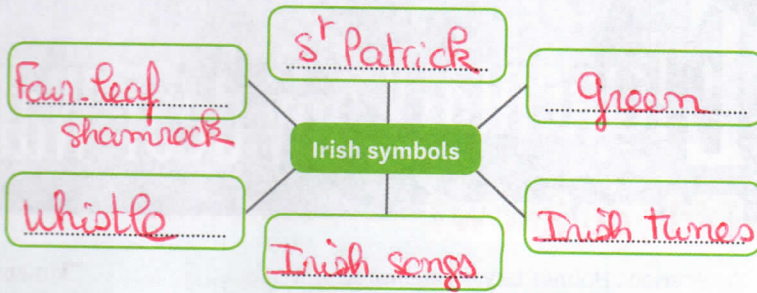 St Patrick
Four-leaf
shamrock
green
Irish symbols
whistle
Irish songs
Irish tunes